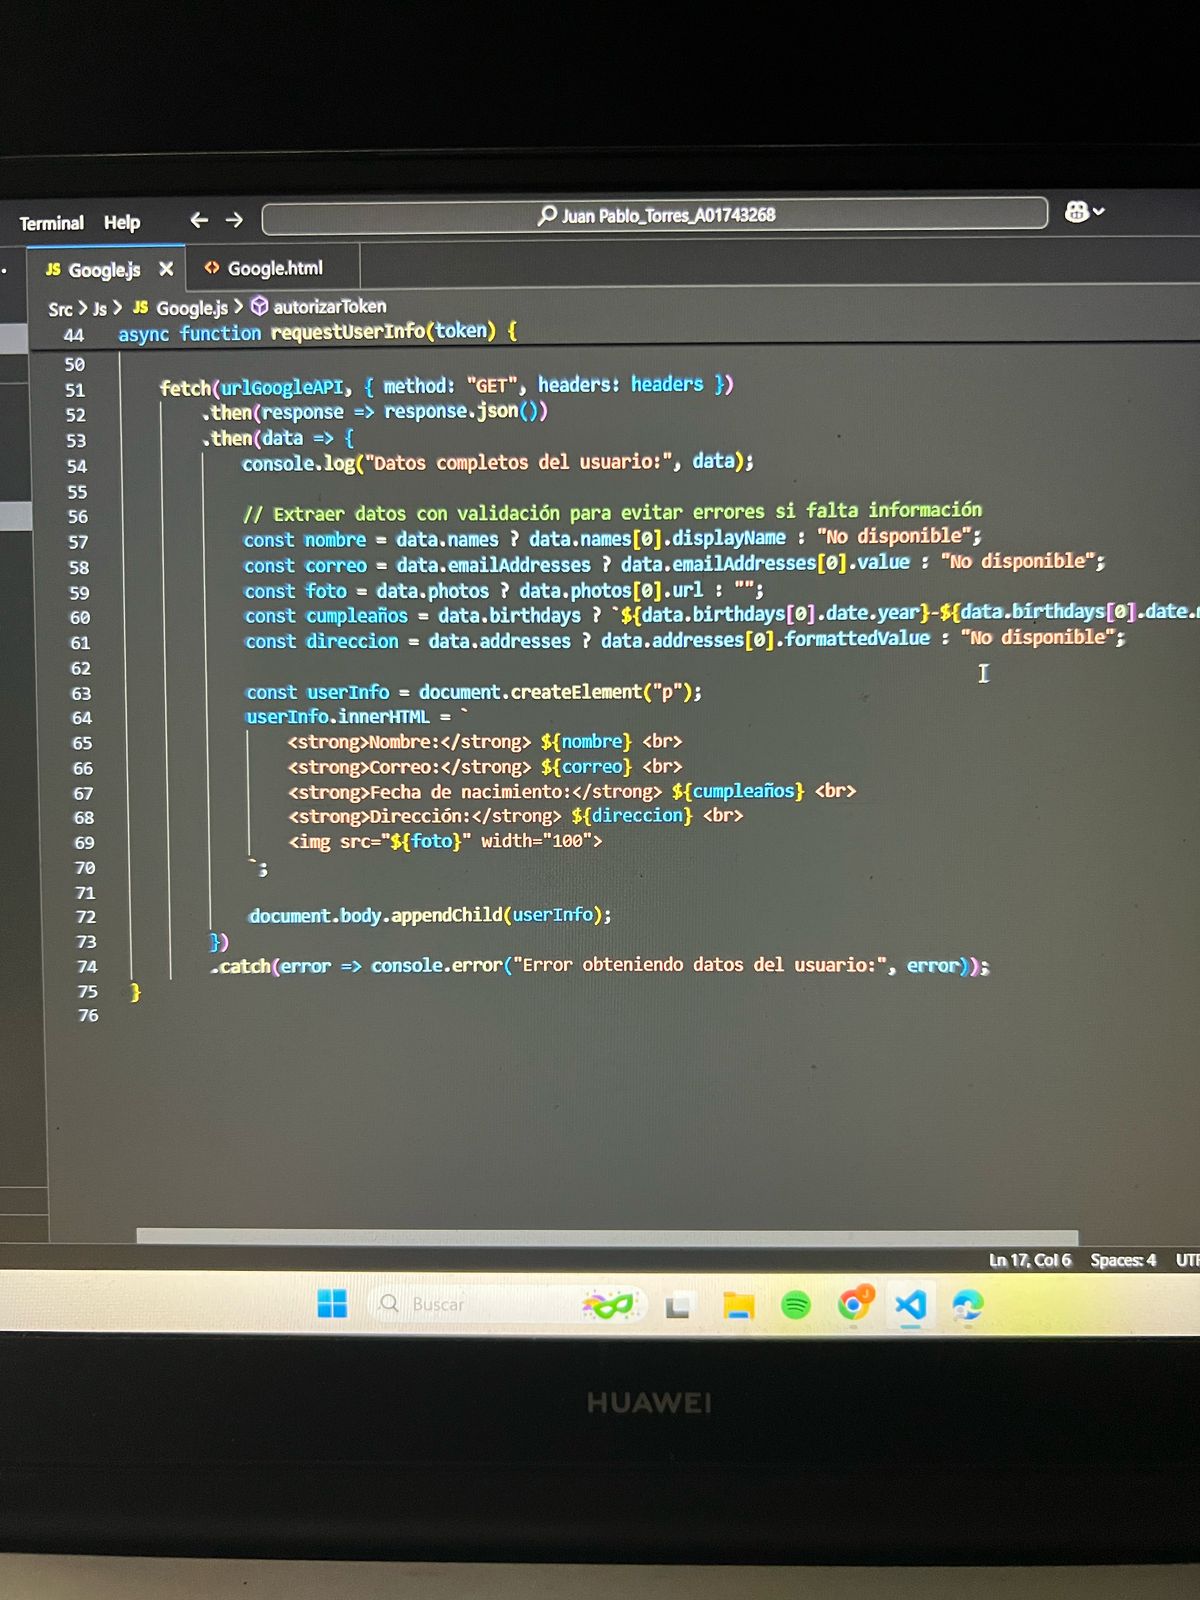 Terminal Help ← → Juan Pablo_Torres_A01743268
JS Google.js × <> Google.html
Src > Js > JS Google.js > autorizarToken
44 async function requestUserInfo(token) {
50
51 fetch(urlGoogleAPI, { method: "GET", headers: headers })
52 .then(response => response.json())
53 .then(data => {
54 console.log("Datos completos del usuario:", data);
55
56 // Extraer datos con validación para evitar errores si falta información
57 const nombre = data.names ? data.names[0].displayName : "No disponible";
58 const correo = data.emailAddresses ? data.emailAddresses[0].value : "No disponible";
59 const foto = data.photos ? data.photos[0].url : "";
60 const cumpleaños = data.birthdays ? `${data.birthdays[0].date.year}-${data.birthdays[0].date.
61 const direccion = data.addresses ? data.addresses[0].formattedValue : "No disponible";
62
63 const userInfo = document.createElement("p");
64 userInfo.innerHTML = `
65 <strong>Nombre:</strong> ${nombre} <br>
66 <strong>Correo:</strong> ${correo} <br>
67 <strong>Fecha de nacimiento:</strong> ${cumpleaños} <br>
68 <strong>Dirección:</strong> ${direccion} <br>
69 <img src="${foto}" width="100">
70 `;
71
72 document.body.appendChild(userInfo);
73 })
74 .catch(error => console.error("Error obteniendo datos del usuario:", error));
75 }
76
Ln 17, Col 6 Spaces: 4
Buscar
HUAWEI